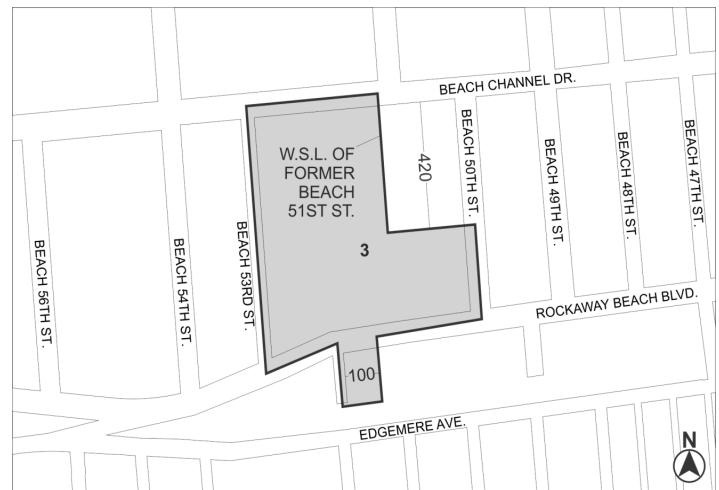 BEACH CHANNEL DR.
W.S.L. OF
FORMER
BEACH
51ST ST.
420
BEACH 50TH ST.
BEACH 49TH ST.
BEACH 48TH ST.
BEACH 47TH ST.
BEACH 56TH ST.
BEACH 54TH ST.
BEACH 53RD ST.
3
ROCKAWAY BEACH BLVD.
100
EDGEMERE AVE.
N